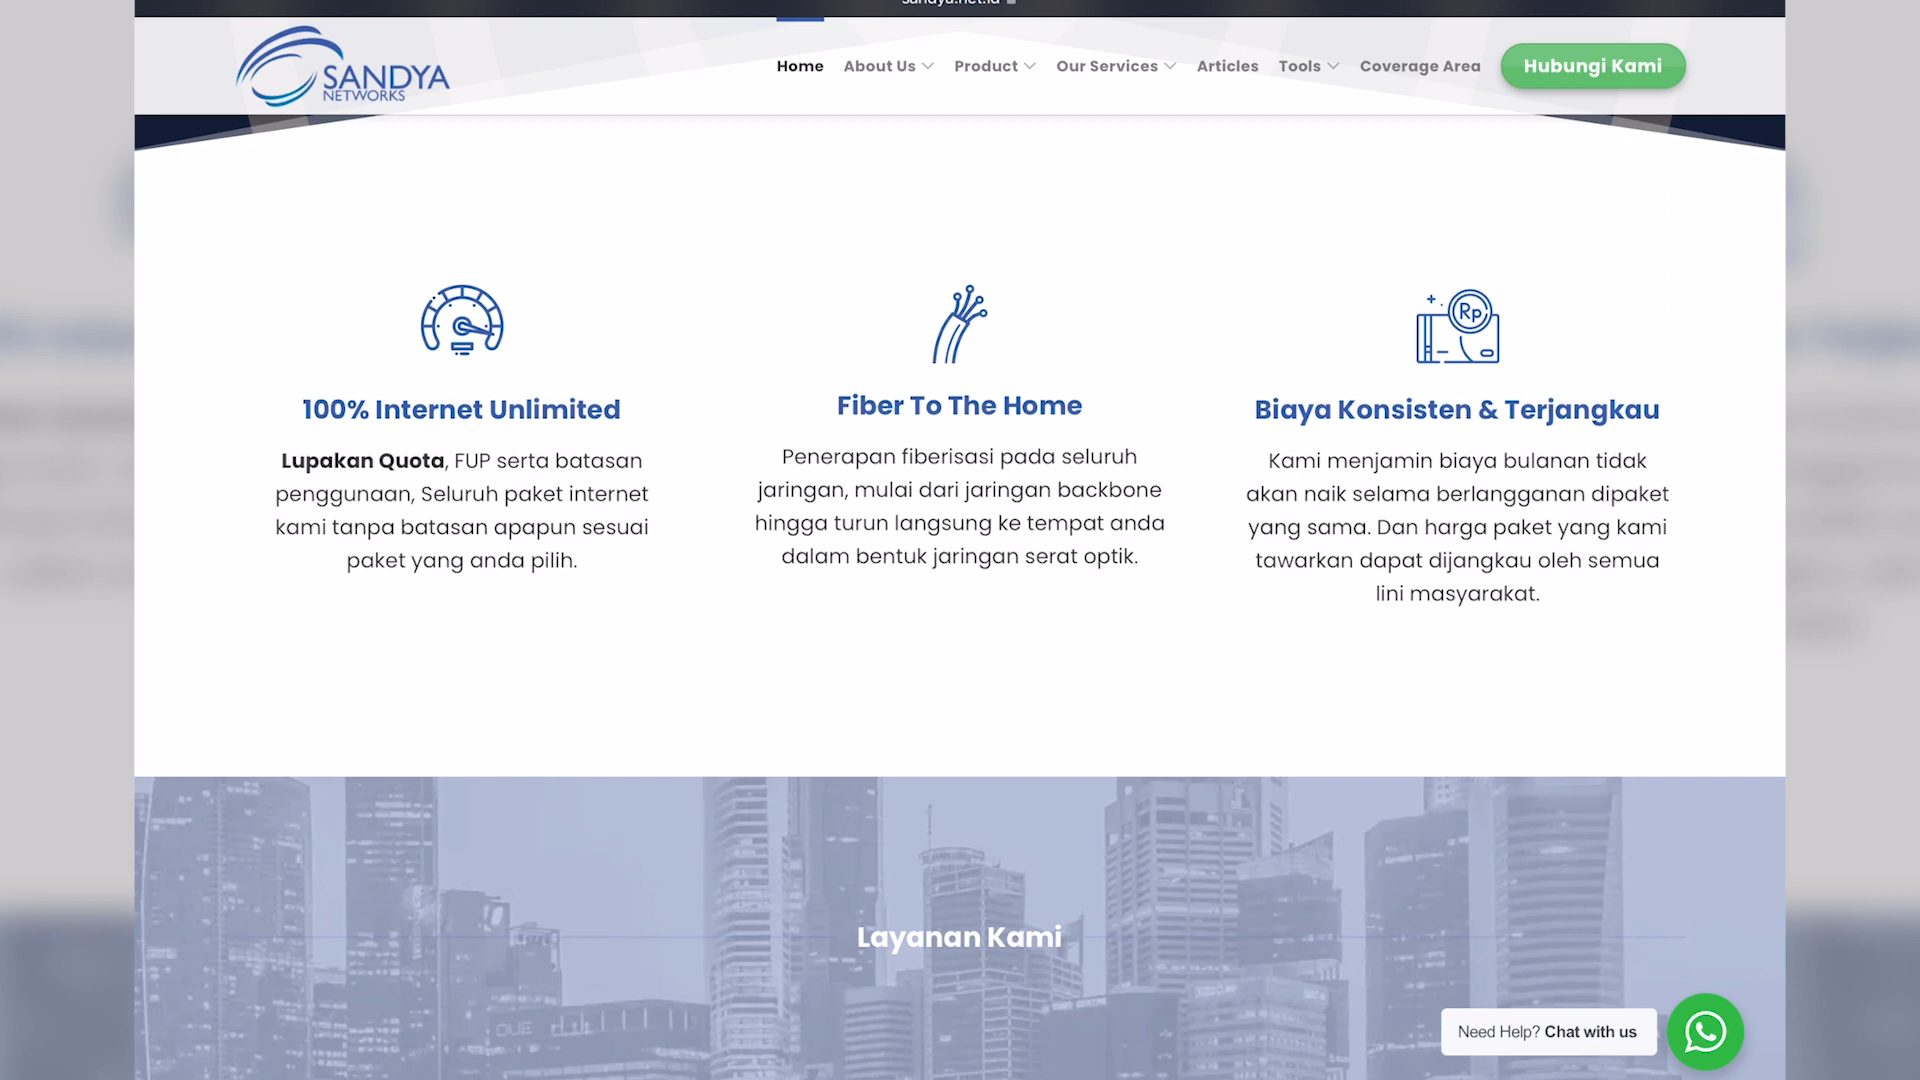 sandya.net.id
SANDYA
NETWORKS
Home
About Us
Product
Our Services
Articles
Tools
Coverage Area
Hubungi Kami
100% Internet Unlimited
Lupakan Quota, FUP serta batasan
penggunaan, Seluruh paket internet
kami tanpa batasan apapun sesuai
paket yang anda pilih.
Fiber To The Home
Penerapan fiberisasi pada seluruh
jaringan, mulai dari jaringan backbone
hingga turun langsung ke tempat anda
dalam bentuk jaringan serat optik.
Rp
Biaya Konsisten & Terjangkau
Kami menjamin biaya bulanan tidak
akan naik selama berlangganan dipaket
yang sama. Dan harga paket yang kami
tawarkan dapat dijangkau oleh semua
lini masyarakat.
Layanan Kami
Need Help? Chat with us